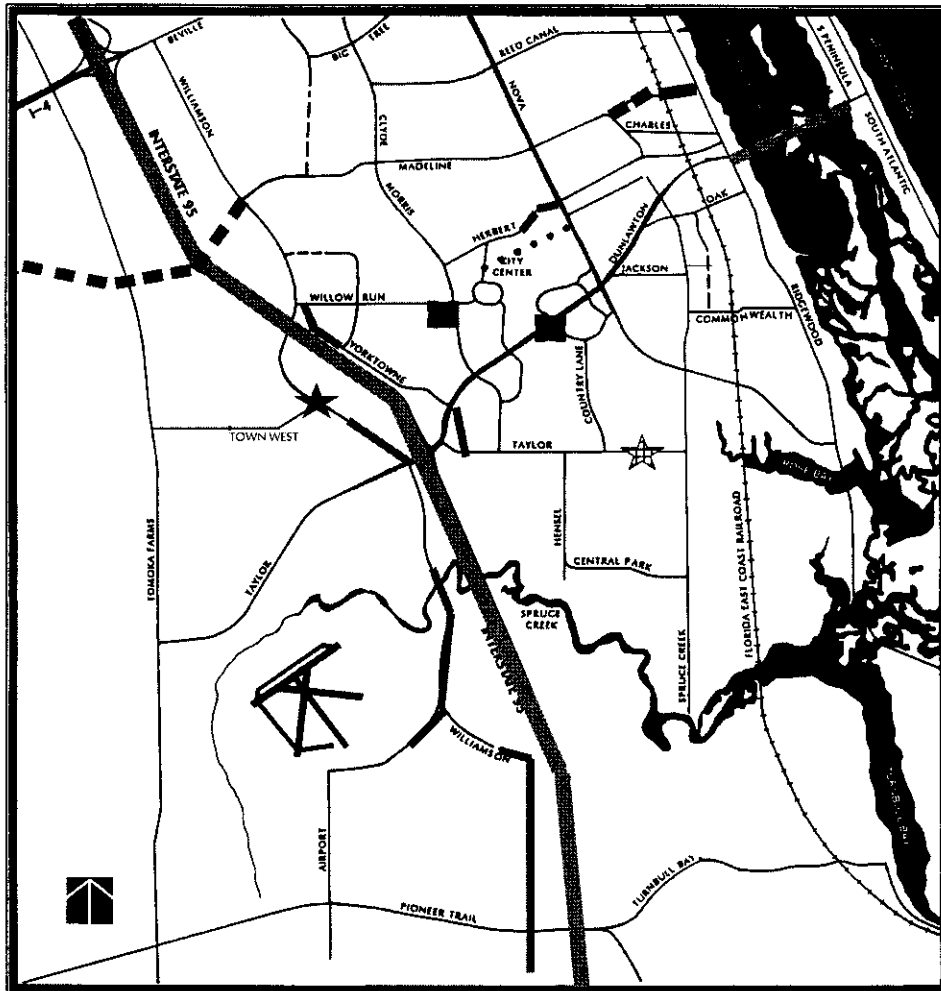 BEVILLE
BIG TREE
REED CANAL
S PENINSULA
I-4
WILLIAMSON
NOVA
SOUTH ATLANTIC
INTERSTATE 95
CLYDE
CHARLES
MADELINE
MORRIS
OAK
HERBERT
DUNLAWTON
CITY
CENTER
JACKSON
WILLOW RUN
COMMONWEALTH
RIDGEWOOD
YORKTOWNE
COUNTRY LANE
TOWN WEST
TAYLOR
TOMOKA FARMS
TAYLOR
HENSEL
CENTRAL PARK
FLORIDA EAST COAST RAILROAD
SPRUCE
CREEK
SPRUCE CREEK
INTERSTATE 95
WILLIAMSON
AIRPORT
TURNBULL BAY
PIONEER TRAIL